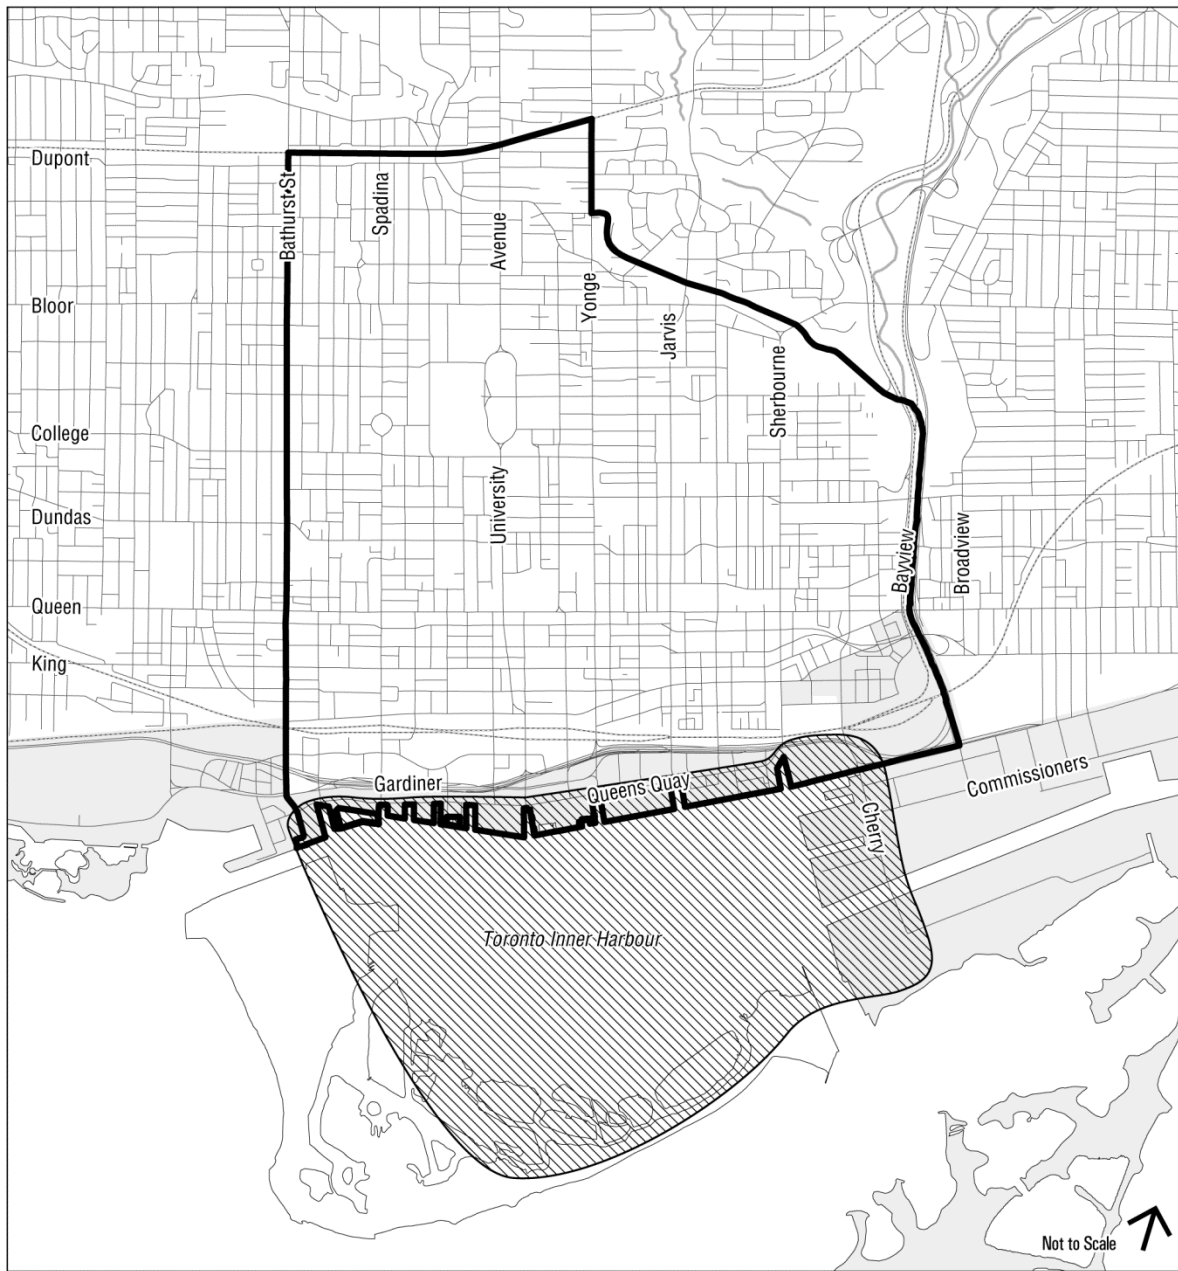 Dupont
Bathurst St
Spadina
Avenue
Yonge
Bloor
Jarvis
Sherbourne
College
University
Dundas
Bayview
Broadview
Queen
King
Gardiner
Queens Quay
Commissioners
Cherry
Toronto Inner Harbour
Not to Scale